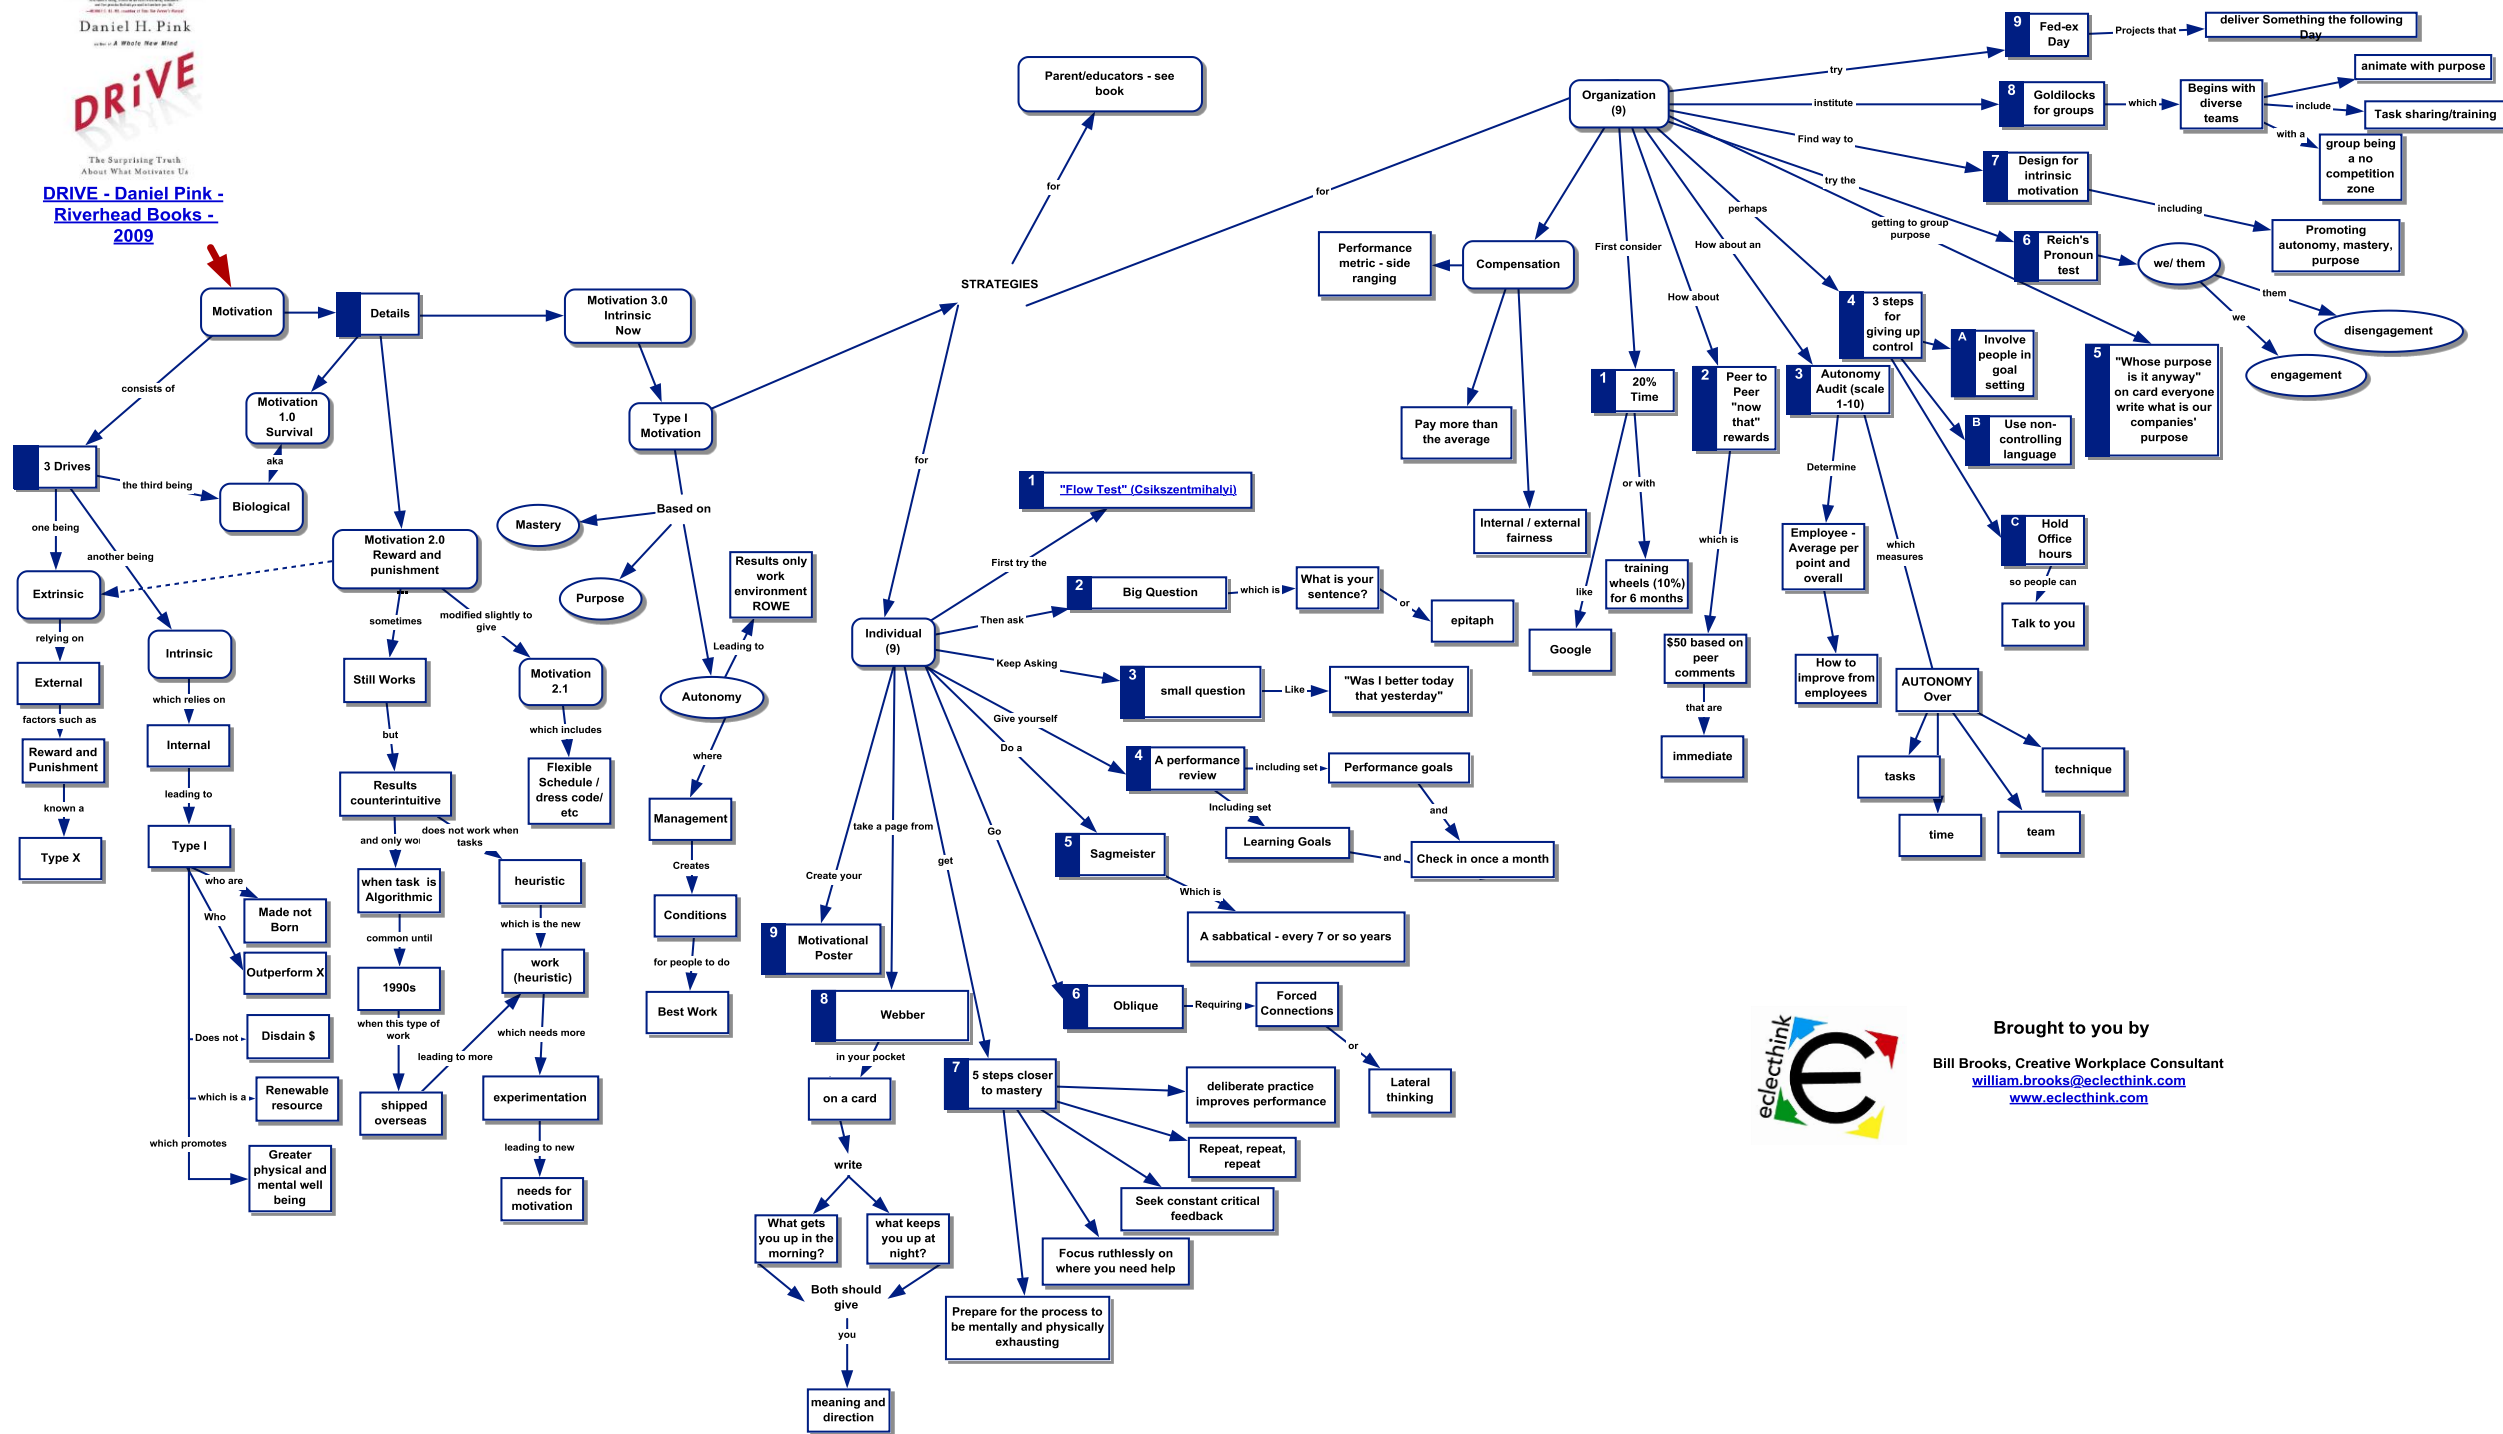 Daniel H. Pink
author of A Whole New Mind
DRiVE
The Surprising Truth
About What Motivates Us
DRIVE - Daniel Pink -
Riverhead Books -
2009
Motivation
Details
Motivation 3.0
Intrinsic
Now
consists of
Motivation
1.0
Survival
aka
Biological
3 Drives
the third being
one being
another being
Extrinsic
relying on
External
factors such as
Reward and
Punishment
known a
Type X
Intrinsic
which relies on
Internal
leading to
Type I
who are
Made not
Born
Who
Outperform X
Does not
Disdain $
which is a
Renewable
resource
which promotes
Greater
physical and
mental well
being
Motivation 2.0
Reward and
punishment
sometimes
Still Works
but
Results
counterintuitive
and only wor
when task is
Algorithmic
common until
1990s
when this type of
work
shipped
overseas
leading to more
does not work when
tasks
heuristic
which is the new
work
(heuristic)
which needs more
experimentation
leading to new
needs for
motivation
modified slightly to
give
Motivation
2.1
which includes
Flexible
Schedule /
dress code/
etc
Type I
Motivation
Based on
Mastery
Purpose
Autonomy
Leading to
Results only
work
environment
ROWE
where
Management
Creates
Conditions
for people to do
Best Work
STRATEGIES
for
Parent/educators - see
book
for
Individual
(9)
First try the
1
"Flow Test" (Csikszentmihalyi)
Then ask
2
Big Question
which is
What is your
sentence?
or
epitaph
Keep Asking
3
small question
Like
"Was I better today
that yesterday"
Give yourself
4
A performance
review
including set
Performance goals
Including set
Learning Goals
and
and
Check in once a month
Do a
5
Sagmeister
Which is
A sabbatical - every 7 or so years
Go
6
Oblique
Requiring
Forced
Connections
or
Lateral
thinking
get
7
5 steps closer
to mastery
deliberate practice
improves performance
Repeat, repeat,
repeat
Seek constant critical
feedback
Focus ruthlessly on
where you need help
Prepare for the process to
be mentally and physically
exhausting
take a page from
8
Webber
in your pocket
on a card
write
What gets
you up in the
morning?
what keeps
you up at
night?
Both should
give
you
meaning and
direction
Create your
9
Motivational
Poster
for
Organization
(9)
Compensation
Performance
metric - side
ranging
Pay more than
the average
Internal / external
fairness
First consider
1
20%
Time
like
Google
or with
training
wheels (10%)
for 6 months
How about
2
Peer to
Peer
"now
that"
rewards
which is
$50 based on
peer
comments
that are
immediate
How about an
3
Autonomy
Audit (scale
1-10)
Determine
Employee -
Average per
point and
overall
How to
improve from
employees
which
measures
AUTONOMY
Over
tasks
time
team
technique
perhaps
4
3 steps
for
giving up
control
A
Involve
people in
goal
setting
B
Use non-
controlling
language
C
Hold
Office
hours
so people can
Talk to you
getting to group
purpose
5
"Whose purpose
is it anyway"
on card everyone
write what is our
companies'
purpose
try the
6
Reich's
Pronoun
test
we/ them
them
disengagement
we
engagement
Find way to
7
Design for
intrinsic
motivation
including
Promoting
autonomy, mastery,
purpose
institute
8
Goldilocks
for groups
which
Begins with
diverse
teams
animate with purpose
include
Task sharing/training
with a
group being
a no
competition
zone
try
9
Fed-ex
Day
Projects that
deliver Something the following
Day
eclecthink
Brought to you by
Bill Brooks, Creative Workplace Consultant
william.brooks@eclecthink.com
www.eclecthink.com